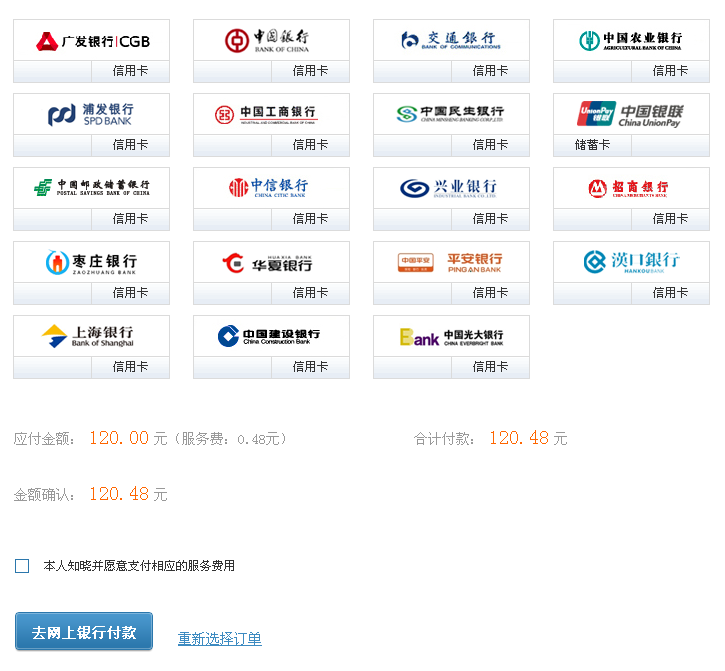 广发银行|CGB
信用卡
中国银行
BANK OF CHINA
信用卡
交通银行
BANK OF COMMUNICATIONS
信用卡
中国农业银行
AGRICULTURAL BANK OF CHINA
信用卡
浦发银行
SPD BANK
信用卡
中国工商银行
INDUSTRIAL AND COMMERCIAL BANK OF CHINA
信用卡
中国民生银行
CHINA MINSHENG BANKING CORP.,LTD
信用卡
UnionPay
银联
中国银联
China UnionPay
储蓄卡
中国邮政储蓄银行
POSTAL SAVINGS BANK OF CHINA
信用卡
中信银行
CHINA CITIC BANK
信用卡
兴业银行
INDUSTRIAL BANK CO.,LTD.
信用卡
招商银行
CHINA MERCHANTS BANK
信用卡
枣庄银行
ZAOZHUANG BANK
信用卡
HUA XIA BANK
华夏银行
信用卡
中国平安
平安银行
PING AN BANK
信用卡
漢口銀行
HANKOUBANK
信用卡
上海银行
Bank of Shanghai
信用卡
中国建设银行
China Construction Bank
信用卡
Bank
中国光大银行
CHINA EVERBRIGHT BANK
信用卡
应付金额： 120.00 元（服务费：0.48元）
合计付款： 120.48 元
金额确认： 120.48 元
本人知晓并愿意支付相应的服务费用
去网上银行付款
重新选择订单